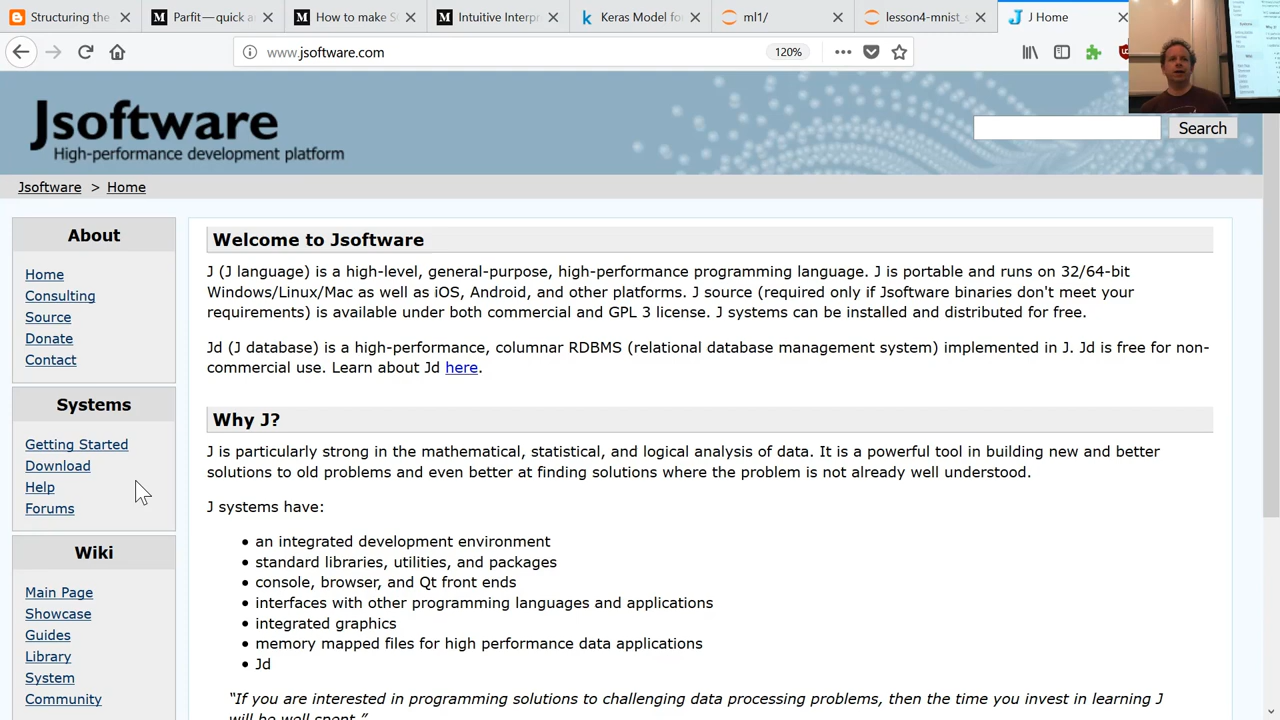 Structuring the
Parfit — quick a
How to make S
Intuitive Interp
Keras Model fo
ml1/
lesson4-mnist_
J Home
www.jsoftware.com
120%
Jsoftware
High-performance development platform
Search
Jsoftware > Home
About
Home
Consulting
Source
Donate
Contact
Systems
Getting Started
Download
Help
Forums
Wiki
Main Page
Showcase
Guides
Library
System
Community
Welcome to Jsoftware
J (J language) is a high-level, general-purpose, high-performance programming language. J is portable and runs on 32/64-bit
Windows/Linux/Mac as well as iOS, Android, and other platforms. J source (required only if Jsoftware binaries don't meet your
requirements) is available under both commercial and GPL 3 license. J systems can be installed and distributed for free.
Jd (J database) is a high-performance, columnar RDBMS (relational database management system) implemented in J. Jd is free for non-
commercial use. Learn about Jd here.
Why J?
J is particularly strong in the mathematical, statistical, and logical analysis of data. It is a powerful tool in building new and better
solutions to old problems and even better at finding solutions where the problem is not already well understood.
J systems have:
an integrated development environment
standard libraries, utilities, and packages
console, browser, and Qt front ends
interfaces with other programming languages and applications
integrated graphics
memory mapped files for high performance data applications
Jd
"If you are interested in programming solutions to challenging data processing problems, then the time you invest in learning J
will be well spent."